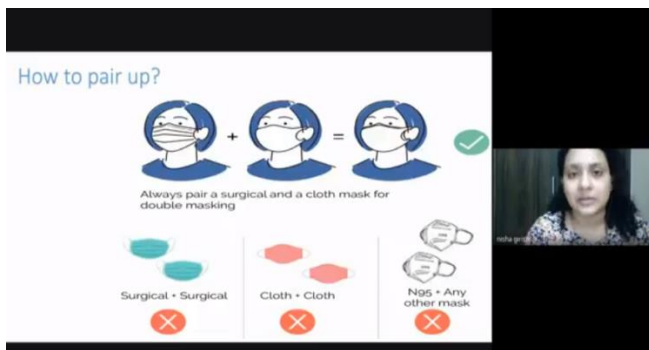 How to pair up?
+
=
Always pair a surgical and a cloth mask for
double masking
Surgical + Surgical
Cloth + Cloth
N95 + Any
other mask
nisha